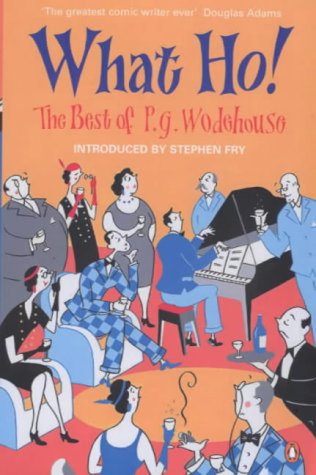 'The greatest comic writer ever' Douglas Adams
What Ho!
The Best of P.G. Wodehouse
INTRODUCED BY STEPHEN FRY